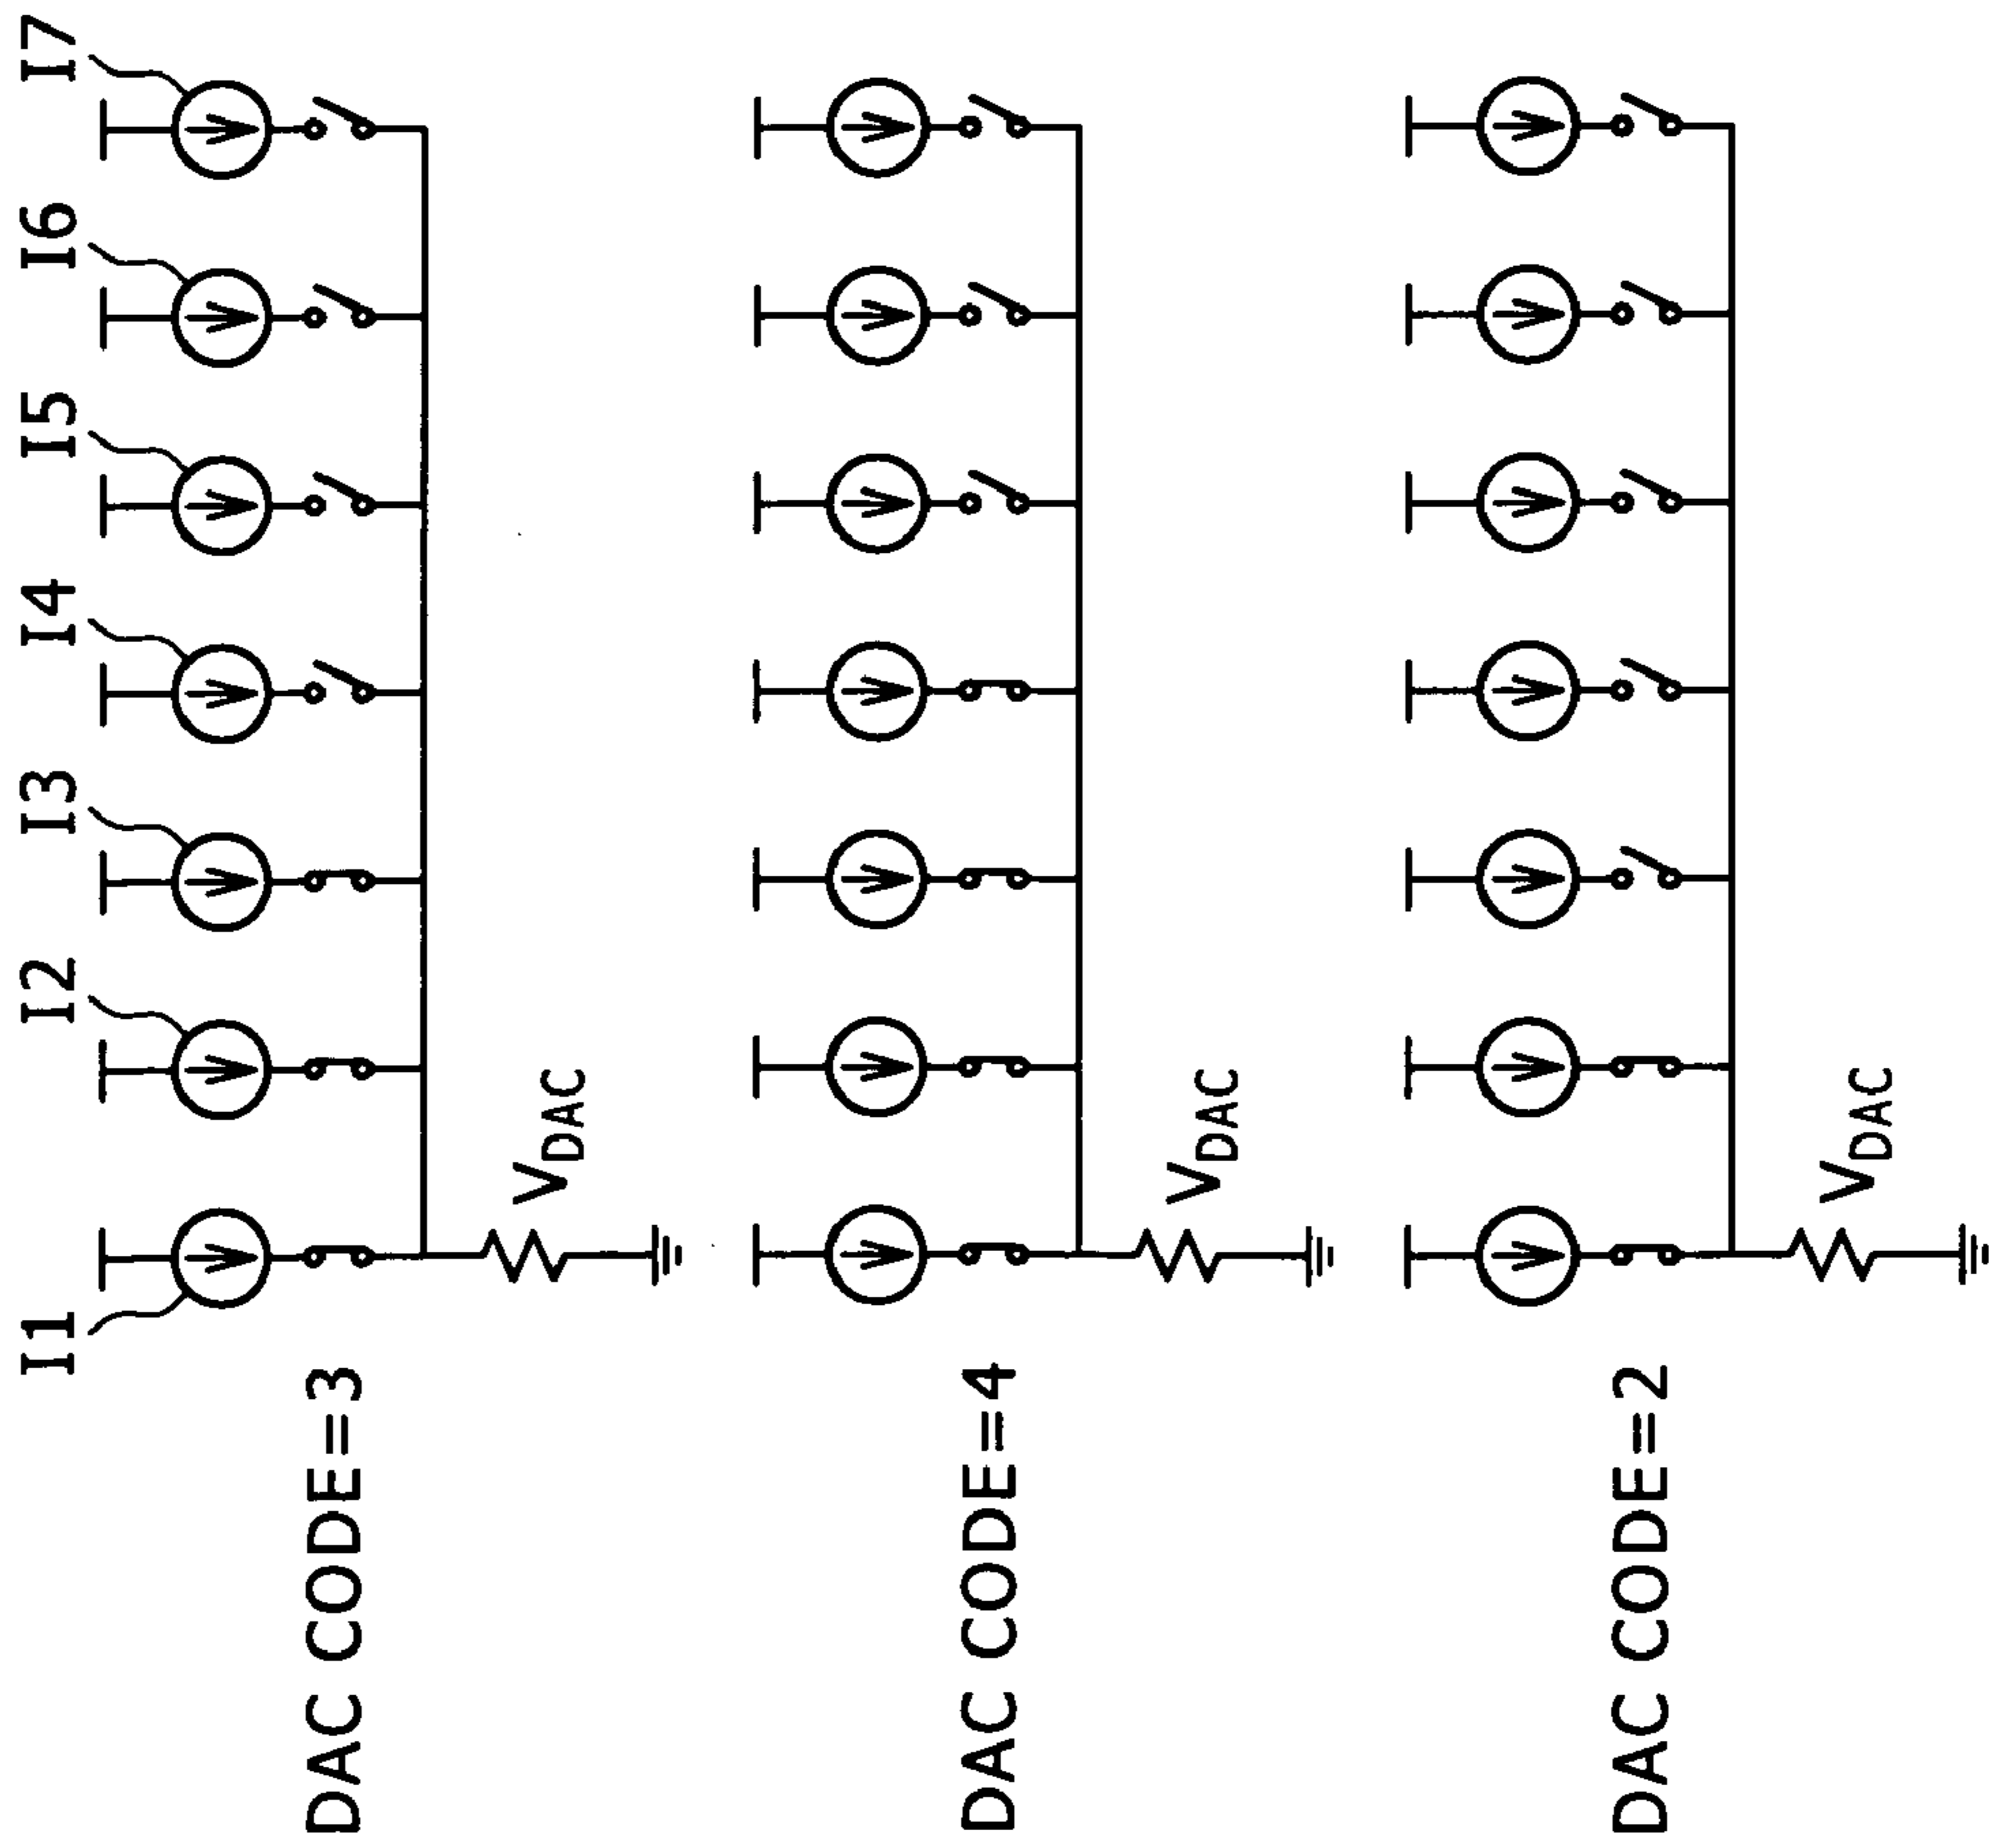 I1 I2 I3 I4 I5 I6 I7
DAC CODE=3
VDAC
DAC CODE=4
VDAC
DAC CODE=2
VDAC